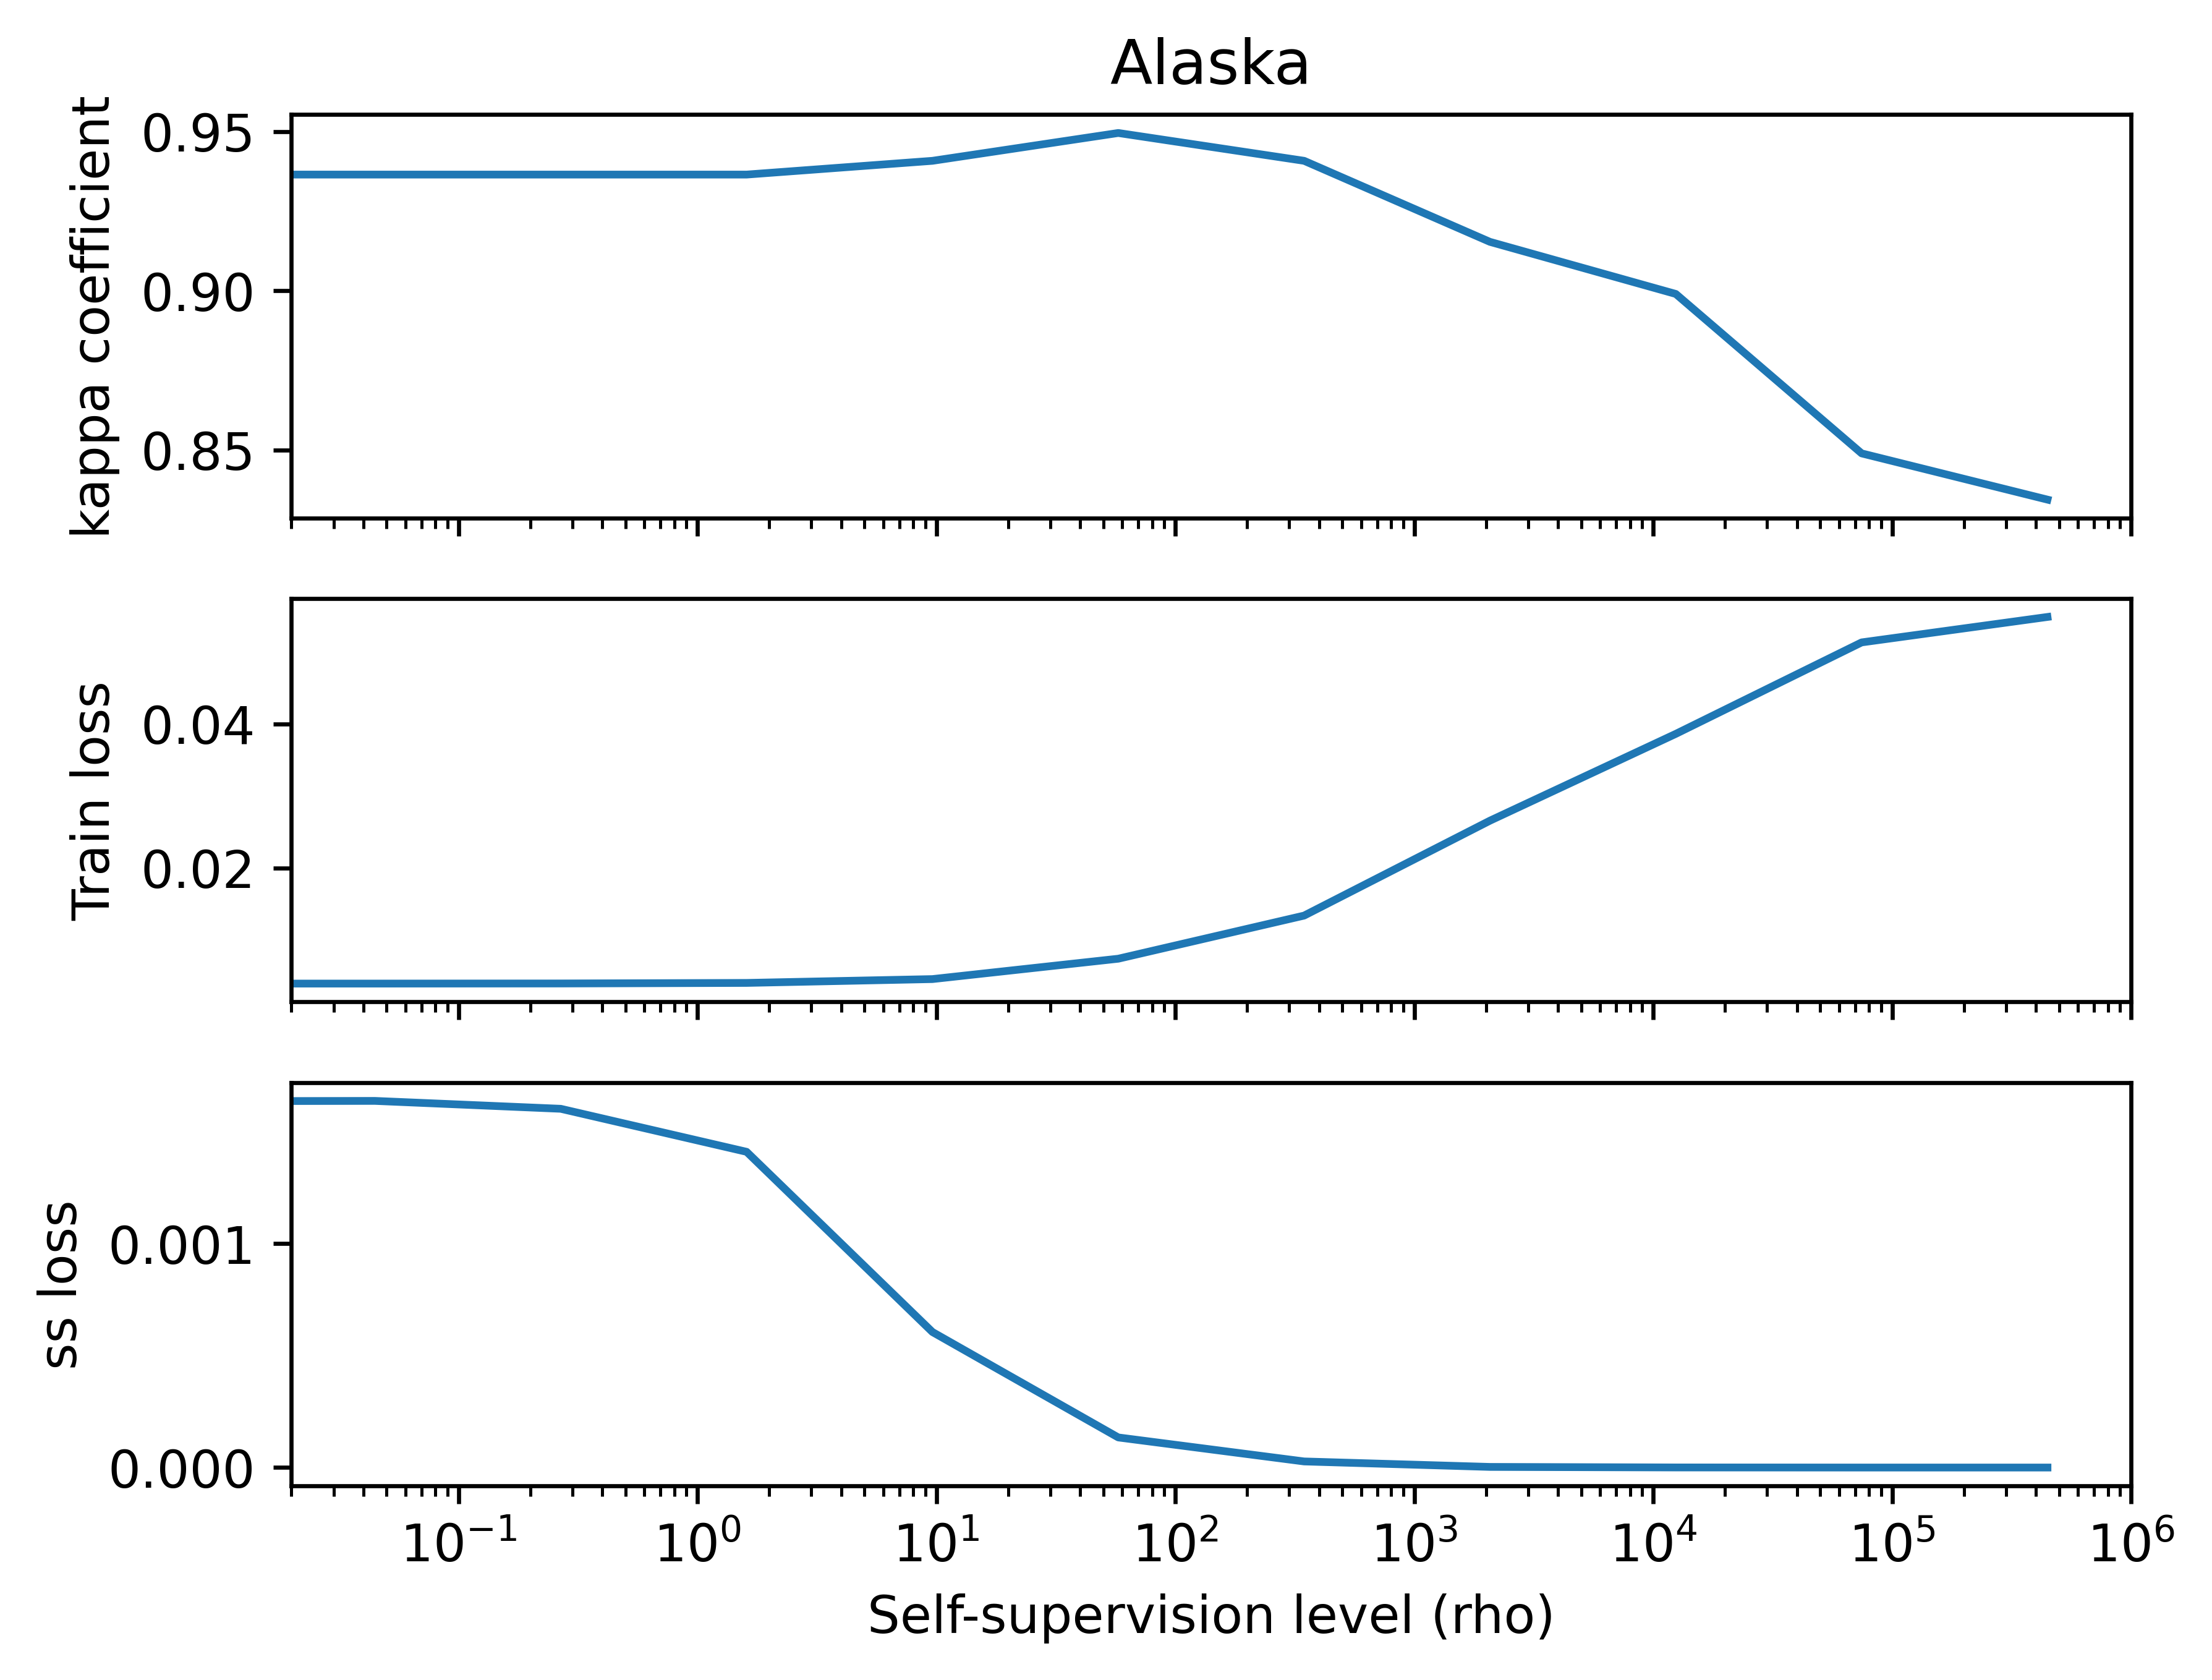 Alaska
kappa coefficient
0.95
0.90
0.85
Train loss
0.04
0.02
ss loss
0.001
0.000
10⁻¹ 10⁰ 10¹ 10² 10³ 10⁴ 10⁵ 10⁶
Self-supervision level (rho)